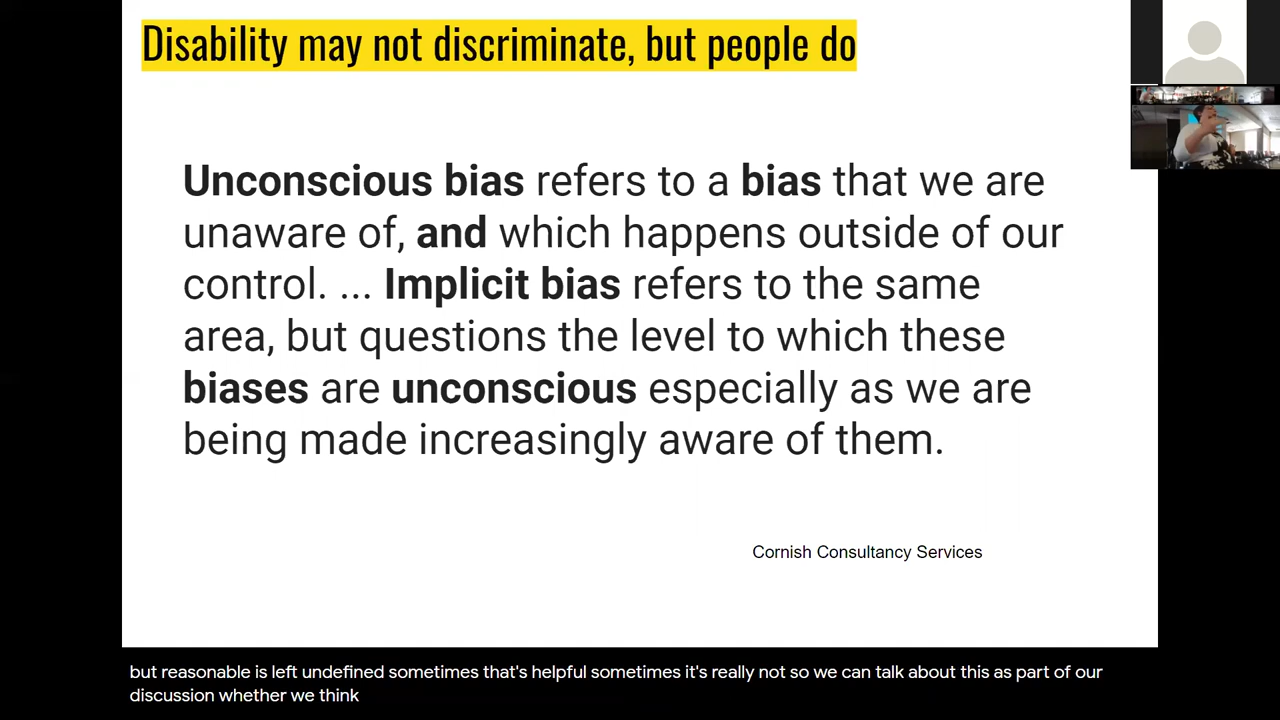 Disability may not discriminate, but people do
Unconscious bias refers to a bias that we are
unaware of, and which happens outside of our
control. ... Implicit bias refers to the same
area, but questions the level to which these
biases are unconscious especially as we are
being made increasingly aware of them.
Cornish Consultancy Services
but reasonable is left undefined sometimes that's helpful sometimes it's really not so we can talk about this as part of our
discussion whether we think